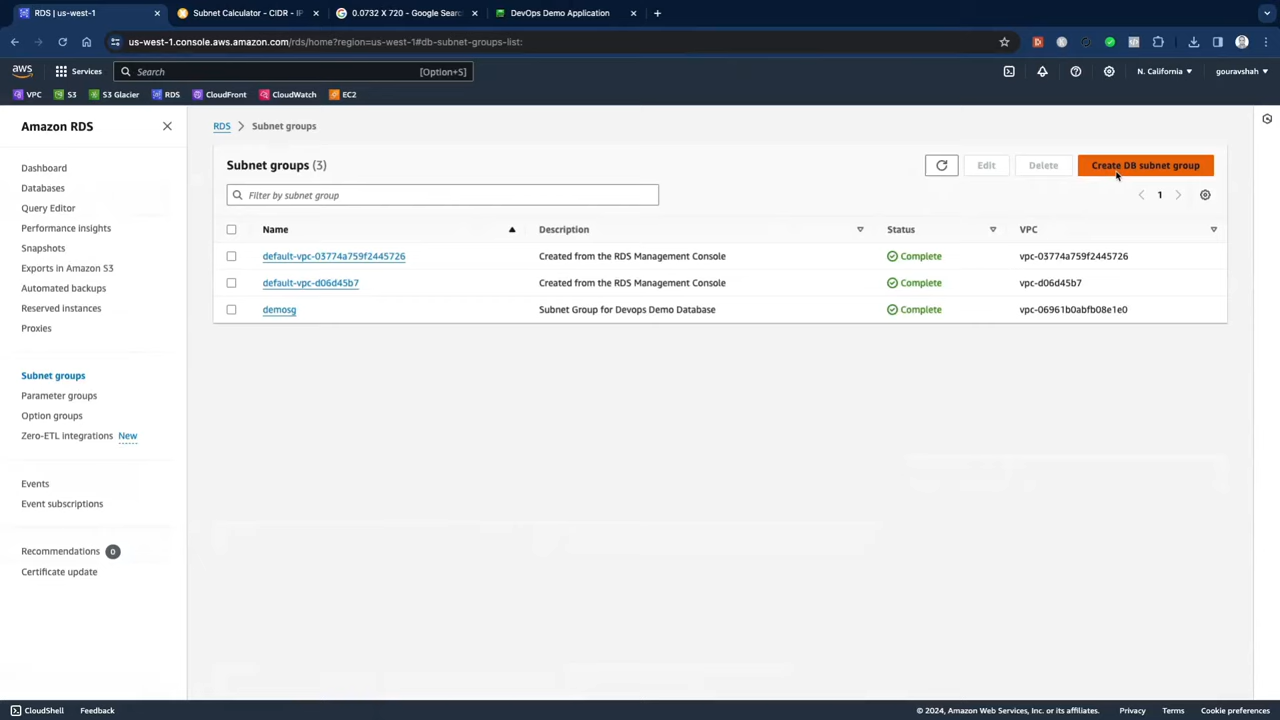 RDS | us-west-1
Subnet Calculator - CIDR - IP
0.0732 X 720 - Google Searc
DevOps Demo Application
us-west-1.console.aws.amazon.com/rds/home?region=us-west-1#db-subnet-groups-list:
aws
Services
Search
[Option+S]
N. California
gouravshah
VPC
S3
S3 Glacier
RDS
CloudFront
CloudWatch
EC2
Amazon RDS
RDS
Subnet groups
Dashboard
Databases
Query Editor
Performance insights
Snapshots
Exports in Amazon S3
Automated backups
Reserved instances
Proxies
Subnet groups
Parameter groups
Option groups
Zero-ETL integrations New
Events
Event subscriptions
Recommendations 0
Certificate update
Subnet groups (3)
Edit
Delete
Create DB subnet group
Filter by subnet group
1
Name Description Status VPC
default-vpc-03774a759f2445726 Created from the RDS Management Console Complete vpc-03774a759f2445726
default-vpc-d06d45b7 Created from the RDS Management Console Complete vpc-d06d45b7
demosg Subnet Group for Devops Demo Database Complete vpc-06961b0abfb08e1e0
CloudShell
Feedback
© 2024, Amazon Web Services, Inc. or its affiliates.
Privacy
Terms
Cookie preferences